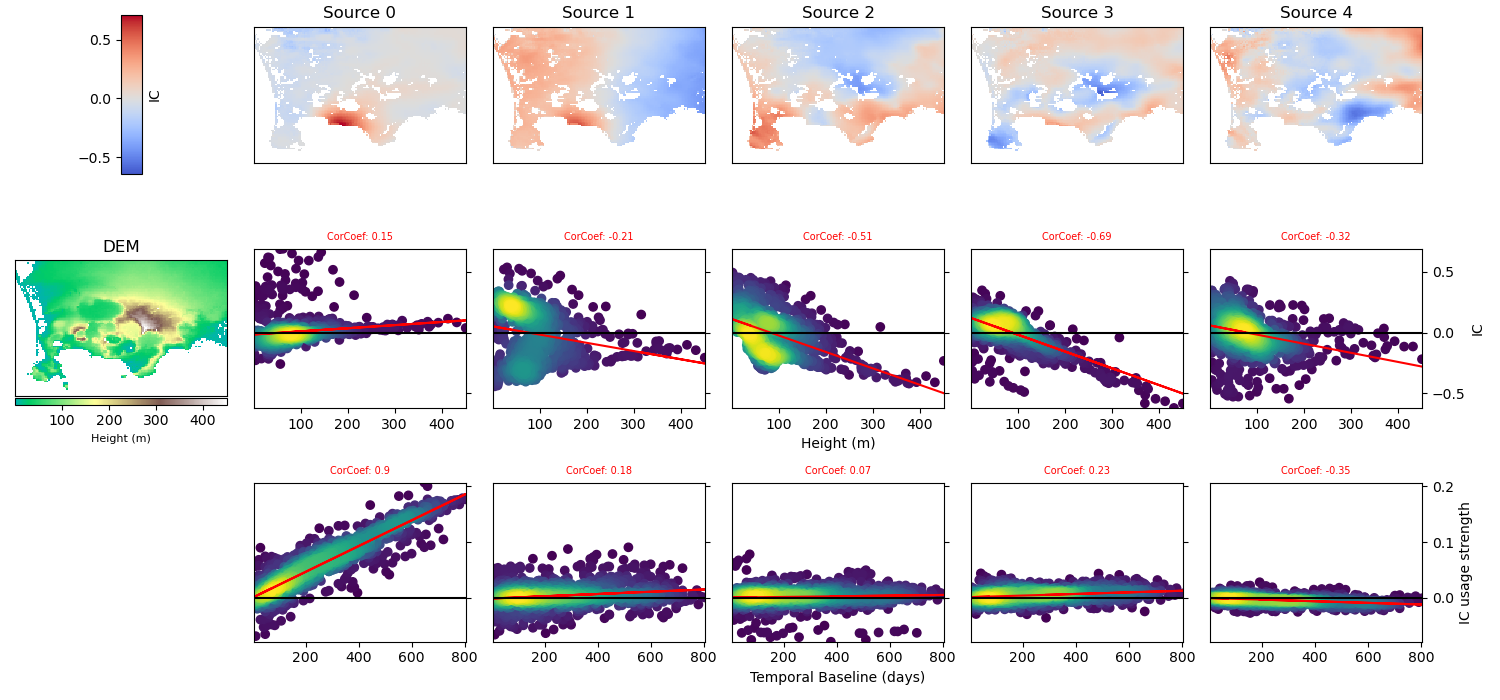 Source 0 Source 1 Source 2 Source 3 Source 4
0.5
0.0
−0.5
IC
DEM
100 200 300 400
Height (m)
CorCoef: 0.15 CorCoef: -0.21 CorCoef: -0.51 CorCoef: -0.69 CorCoef: -0.32
0.5
0.0
−0.5
IC
100 200 300 400 100 200 300 400 100 200 300 400 100 200 300 400 100 200 300 400
Height (m)
CorCoef: 0.9 CorCoef: 0.18 CorCoef: 0.07 CorCoef: 0.23 CorCoef: -0.35
0.2
0.1
0.0
IC usage strength
200 400 600 800 200 400 600 800 200 400 600 800 200 400 600 800 200 400 600 800
Temporal Baseline (days)